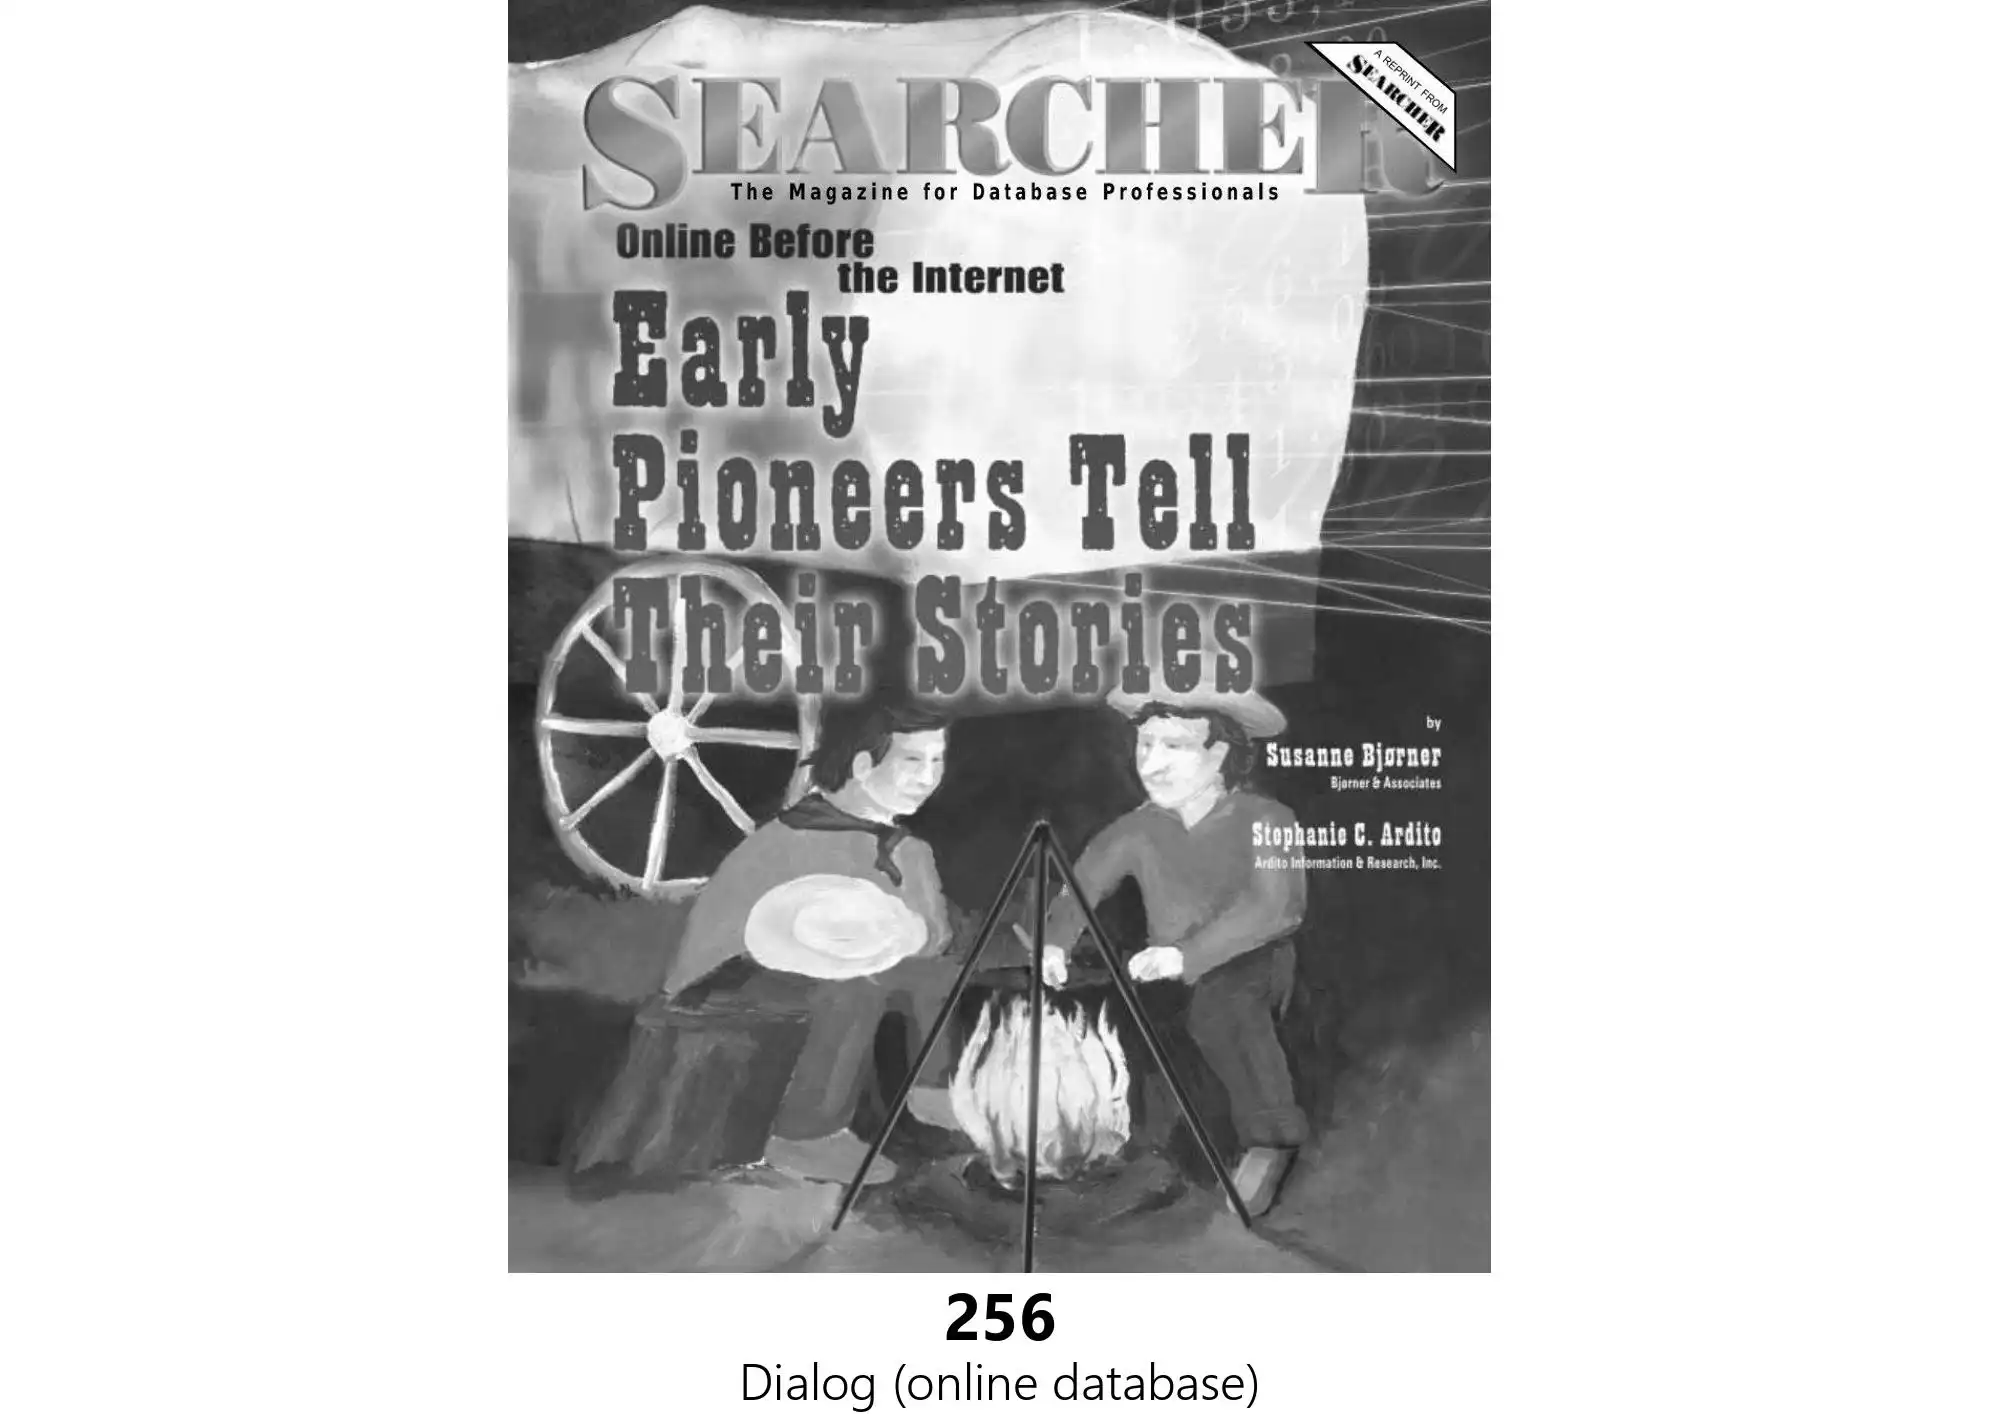 A REPRINT FROM
SEARCHER
SEARCHER
The Magazine for Database Professionals
Online Before
the Internet
Early
Pioneers Tell
Their Stories
by
Susanne Bjørner
Bjørner & Associates
Stephanie C. Ardito
Ardito Information & Research, Inc.
256
Dialog (online database)